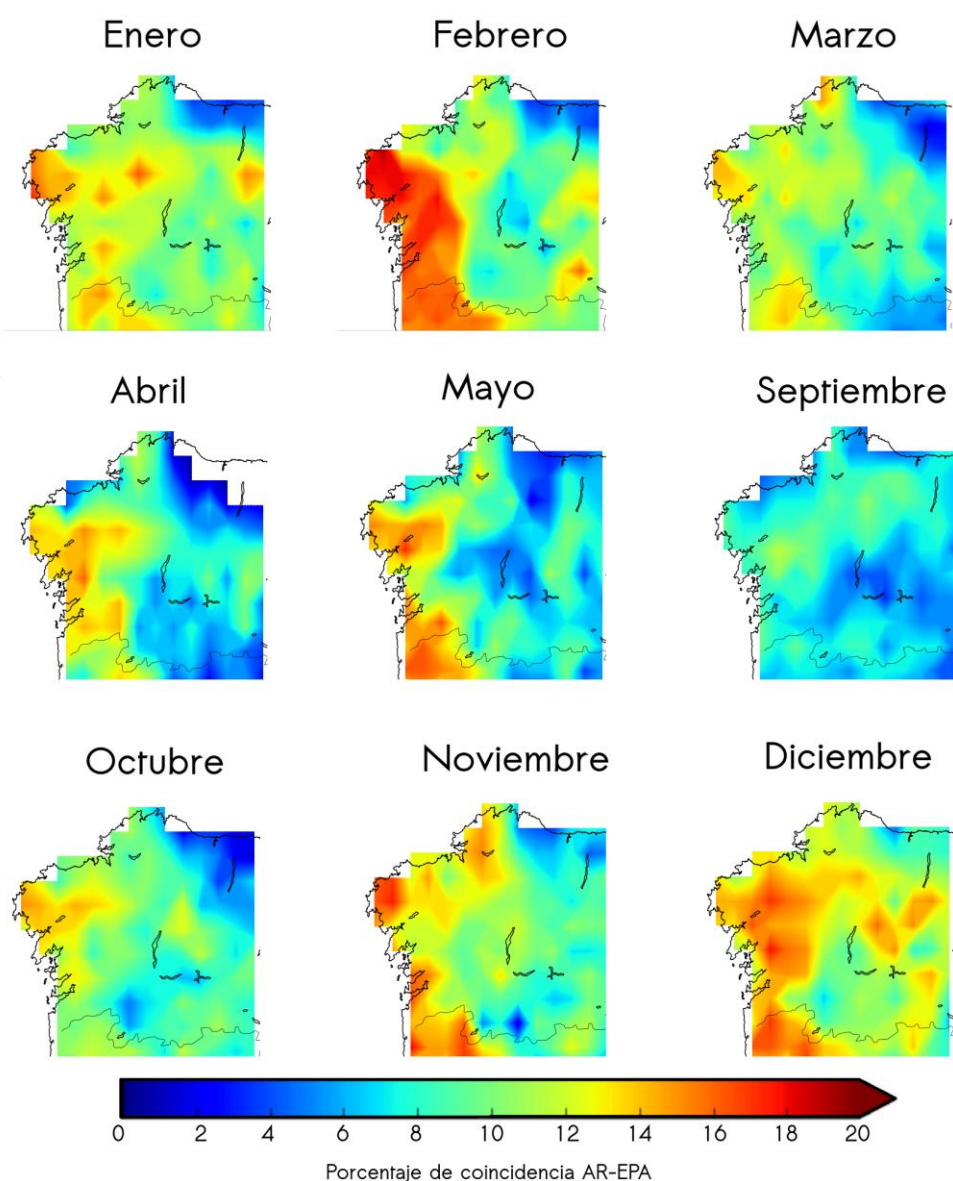 Enero Febrero Marzo
Abril Mayo Septiembre
Octubre Noviembre Diciembre
0 2 4 6 8 10 12 14 16 18 20
Porcentaje de coincidencia AR-EPA